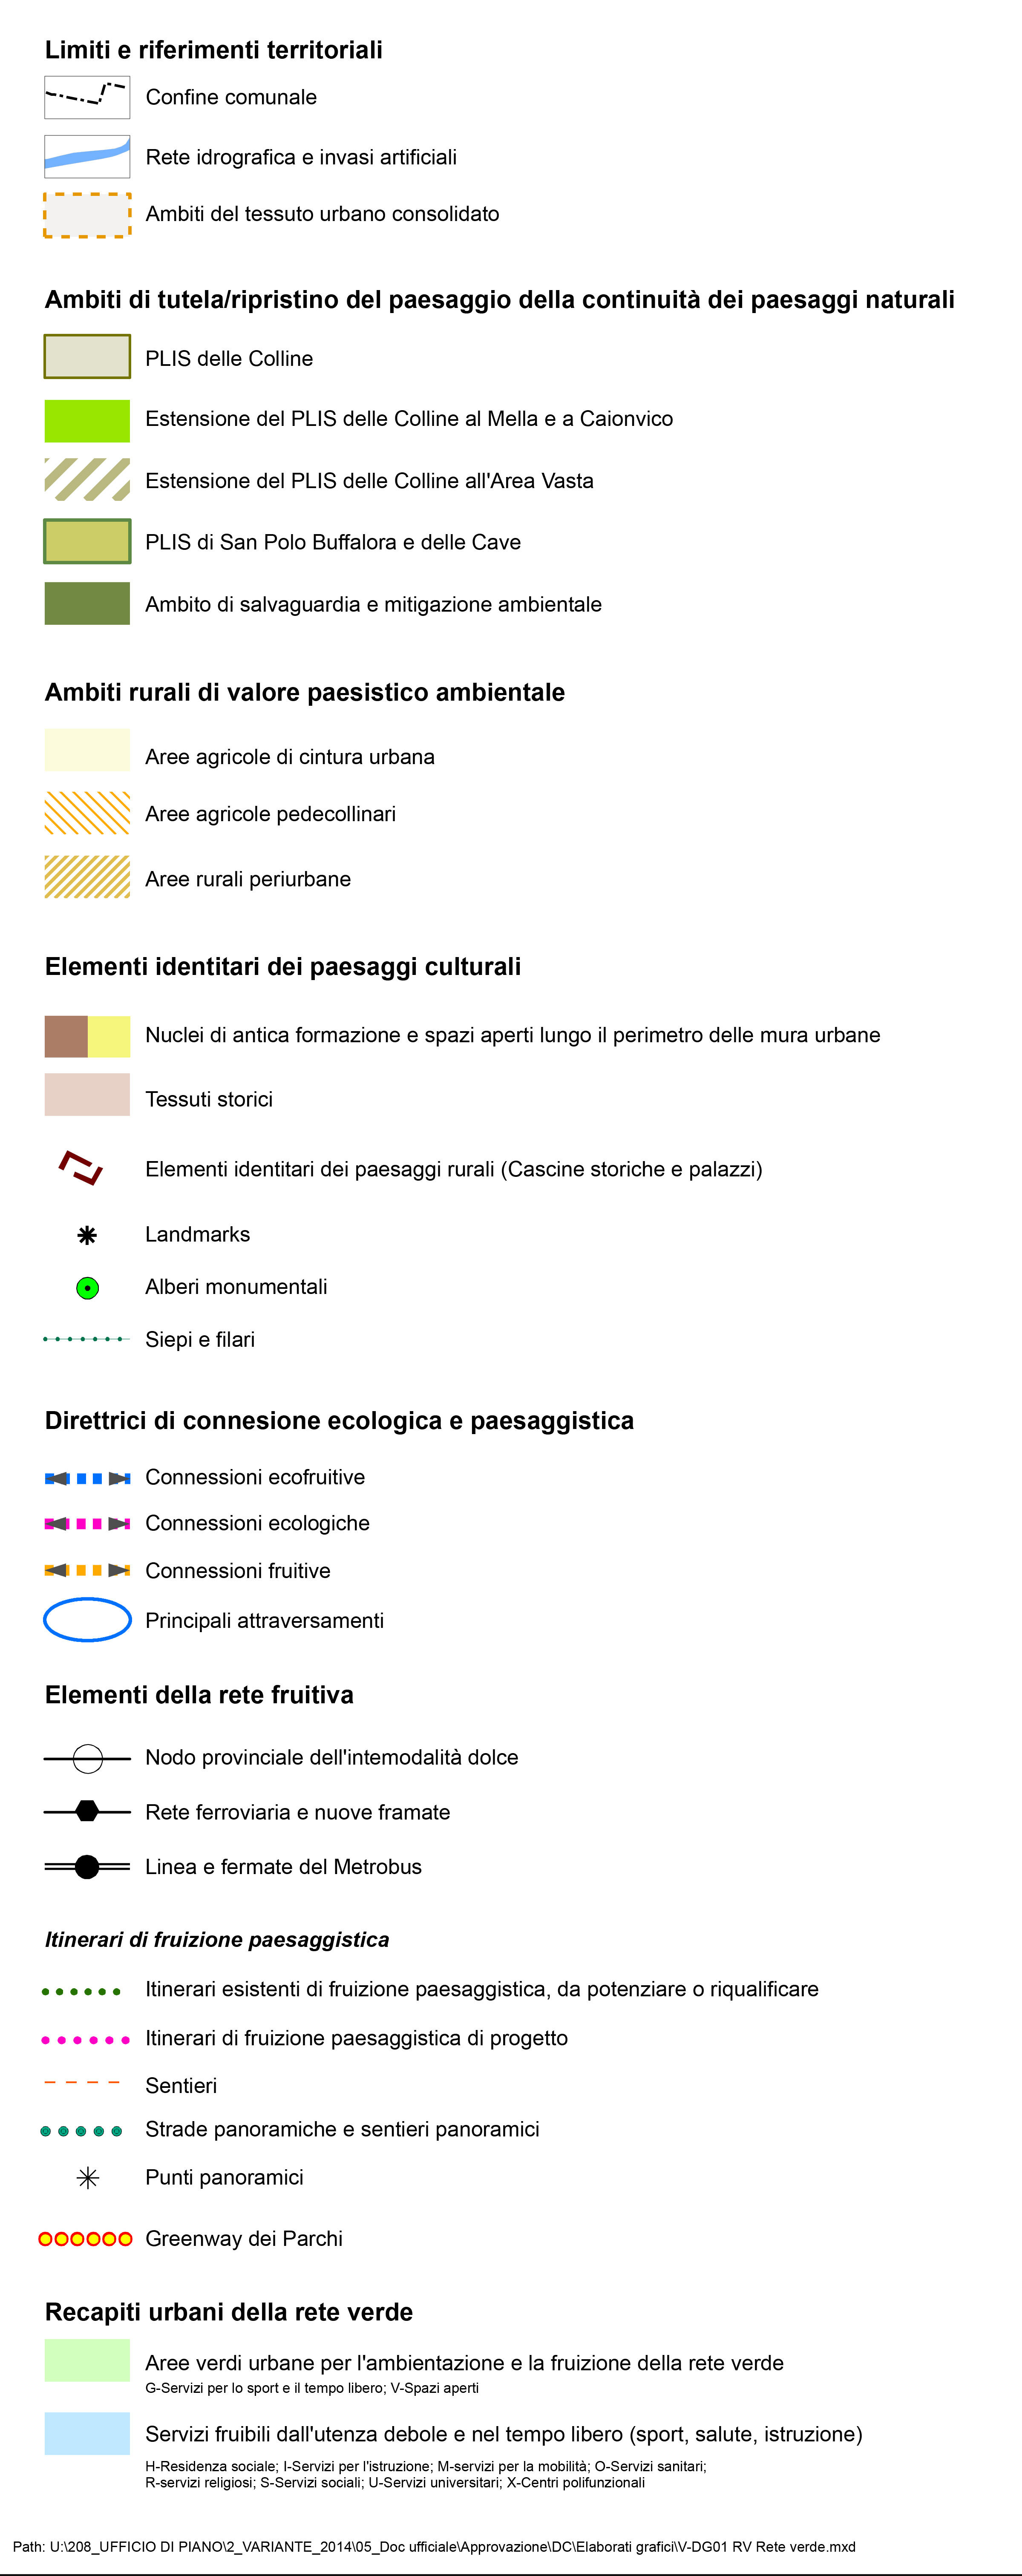 Limiti e riferimenti territoriali
Confine comunale
Rete idrografica e invasi artificiali
Ambiti del tessuto urbano consolidato
Ambiti di tutela/ripristino del paesaggio della continuità dei paesaggi naturali
PLIS delle Colline
Estensione del PLIS delle Colline al Mella e a Caionvico
Estensione del PLIS delle Colline all'Area Vasta
PLIS di San Polo Buffalora e delle Cave
Ambito di salvaguardia e mitigazione ambientale
Ambiti rurali di valore paesistico ambientale
Aree agricole di cintura urbana
Aree agricole pedecollinari
Aree rurali periurbane
Elementi identitari dei paesaggi culturali
Nuclei di antica formazione e spazi aperti lungo il perimetro delle mura urbane
Tessuti storici
Elementi identitari dei paesaggi rurali (Cascine storiche e palazzi)
Landmarks
Alberi monumentali
Siepi e filari
Direttrici di connesione ecologica e paesaggistica
Connessioni ecofruitive
Connessioni ecologiche
Connessioni fruitive
Principali attraversamenti
Elementi della rete fruitiva
Nodo provinciale dell'intemodalità dolce
Rete ferroviaria e nuove framate
Linea e fermate del Metrobus
Itinerari di fruizione paesaggistica
Itinerari esistenti di fruizione paesaggistica, da potenziare o riqualificare
Itinerari di fruizione paesaggistica di progetto
Sentieri
Strade panoramiche e sentieri panoramici
Punti panoramici
Greenway dei Parchi
Recapiti urbani della rete verde
Aree verdi urbane per l'ambientazione e la fruizione della rete verde
G-Servizi per lo sport e il tempo libero; V-Spazi aperti
Servizi fruibili dall'utenza debole e nel tempo libero (sport, salute, istruzione)
H-Residenza sociale; I-Servizi per l'istruzione; M-servizi per la mobilità; O-Servizi sanitari;
R-servizi religiosi; S-Servizi sociali; U-Servizi universitari; X-Centri polifunzionali
Path: U:\208_UFFICIO DI PIANO\2_VARIANTE_2014\05_Doc ufficiale\Approvazione\DC\Elaborati grafici\V-DG01 RV Rete verde.mxd